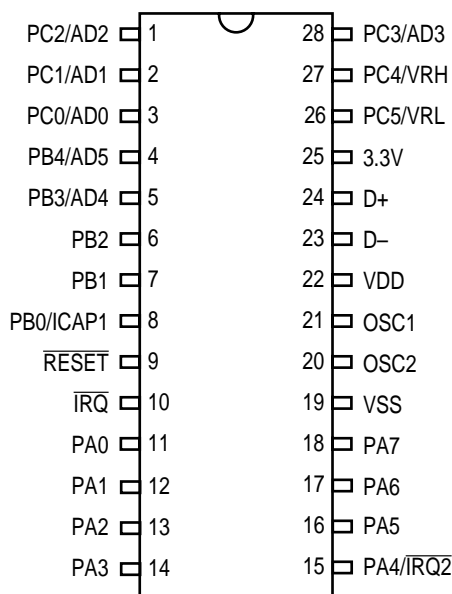 PC2/AD2 1 28 PC3/AD3
PC1/AD1 2 27 PC4/VRH
PC0/AD0 3 26 PC5/VRL
PB4/AD5 4 25 3.3V
PB3/AD4 5 24 D+
PB2 6 23 D–
PB1 7 22 VDD
PB0/ICAP1 8 21 OSC1
R̅E̅S̅E̅T̅ 9 20 OSC2
I̅R̅Q̅ 10 19 VSS
PA0 11 18 PA7
PA1 12 17 PA6
PA2 13 16 PA5
PA3 14 15 PA4/I̅R̅Q̅2̅